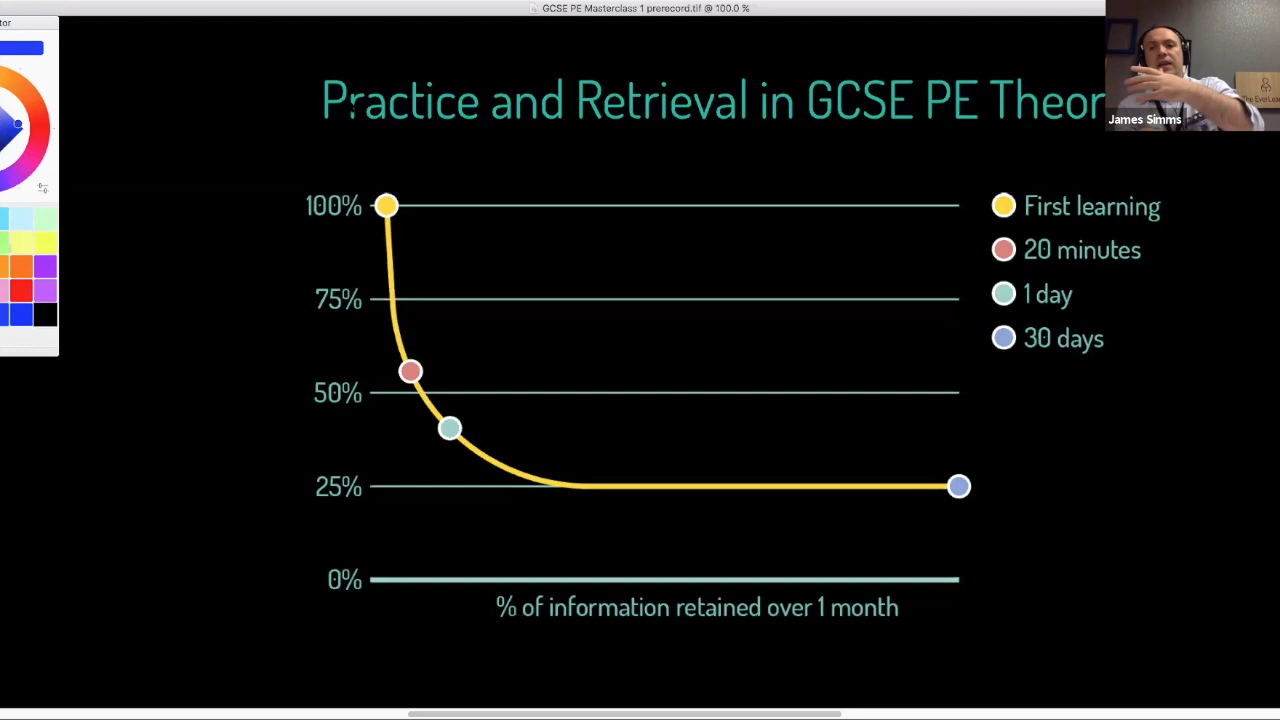 GCSE PE Masterclass 1 prerecord.tif @ 100.0 %
tor
Practice and Retrieval in GCSE PE Theor
James Simms
100%
75%
50%
25%
0%
First learning
20 minutes
1 day
30 days
% of information retained over 1 month